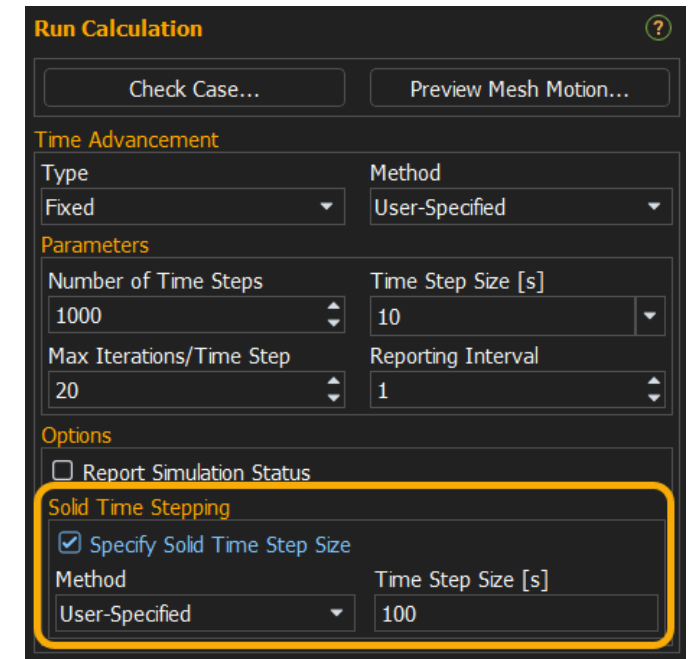 Run Calculation ?
Check Case... Preview Mesh Motion...
Time Advancement
Type Method
Fixed User-Specified
Parameters
Number of Time Steps Time Step Size [s]
1000 10
Max Iterations/Time Step Reporting Interval
20 1
Options
Report Simulation Status
Solid Time Stepping
Specify Solid Time Step Size
Method Time Step Size [s]
User-Specified 100